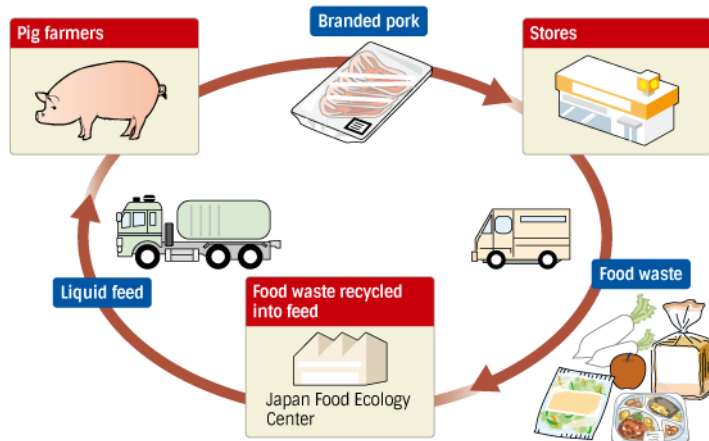 Pig farmers
Branded pork
Stores
Liquid feed
Food waste recycled
into feed
Japan Food Ecology
Center
Food waste